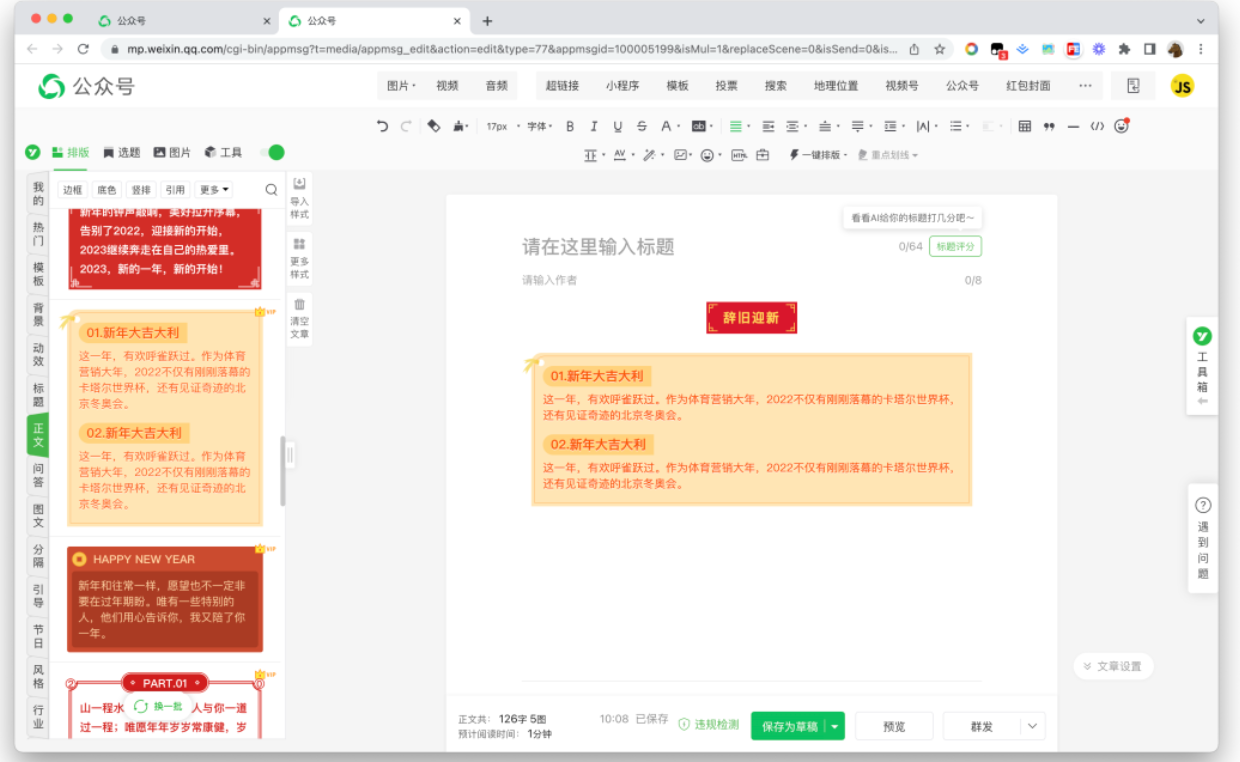 公众号
公众号
mp.weixin.qq.com/cgi-bin/appmsg?t=media/appmsg_edit&action=edit&type=77&appmsgid=100005199&isMul=1&replaceScene=0&isSend=0&is...
公众号
图片 视频 音频 超链接 小程序 模板 投票 搜索 地理位置 视频号 公众号 红包封面 ···
JS
17px 字体 B I U S A
排版 选题 图片 工具
HTML 一键排版 重点划线
我的
热门
模板
背景
动效
标题
正文
问答
图文
分隔
引导
节日
风格
行业
边框 底色 竖排 引用 更多
导入样式
更多样式
清空文章
新年的钟声敲响，美好拉开序幕，
告别了2022，迎接新的开始，
2023继续奔走在自己的热爱里。
2023，新的一年，新的开始！
VIP
01.新年大吉大利
这一年，有欢呼雀跃过。作为体育
营销大年，2022不仅有刚刚落幕的
卡塔尔世界杯，还有见证奇迹的北
京冬奥会。
02.新年大吉大利
这一年，有欢呼雀跃过。作为体育
营销大年，2022不仅有刚刚落幕的
卡塔尔世界杯，还有见证奇迹的北
京冬奥会。
VIP
HAPPY NEW YEAR
新年和往常一样，愿望也不一定非
要在过年期盼。唯有一些特别的
人，他们用心告诉你，我又陪了你
一年。
VIP
PART.01
山一程水 换一批 人与你一道
过一程；唯愿年年岁岁常康健，岁
看看AI给你的标题打几分吧～
请在这里输入标题 0/64 标题评分
请输入作者 0/8
辞旧迎新
01.新年大吉大利
这一年，有欢呼雀跃过。作为体育营销大年，2022不仅有刚刚落幕的卡塔尔世界杯，
还有见证奇迹的北京冬奥会。
02.新年大吉大利
这一年，有欢呼雀跃过。作为体育营销大年，2022不仅有刚刚落幕的卡塔尔世界杯，
还有见证奇迹的北京冬奥会。
工具箱
遇到问题
文章设置
正文共： 126字 5图
预计阅读时间： 1分钟
10:08 已保存 违规检测 保存为草稿 预览 群发